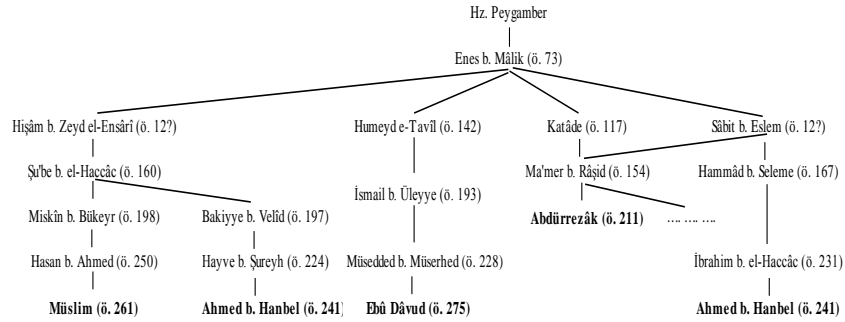 Hz. Peygamber
Enes b. Mâlik (ö. 73)
Hişâm b. Zeyd el-Ensârî (ö. 12?) Humeyd e-Tavîl (ö. 142) Katâde (ö. 117) Sâbit b. Eslem (ö. 12?)
Şu'be b. el-Haccâc (ö. 160) Ma'mer b. Râşid (ö. 154) Hammâd b. Seleme (ö. 167)
İsmail b. Üleyye (ö. 193)
Miskîn b. Bükeyr (ö. 198) Bakiyye b. Velîd (ö. 197) Abdürrezâk (ö. 211) .... ... ...
Hasan b. Ahmed (ö. 250) Hayve b. Şureyh (ö. 224) Müsedded b. Müserhed (ö. 228) İbrahim b. el-Haccâc (ö. 231)
Müslim (ö. 261) Ahmed b. Hanbel (ö. 241) Ebû Dâvud (ö. 275) Ahmed b. Hanbel (ö. 241)